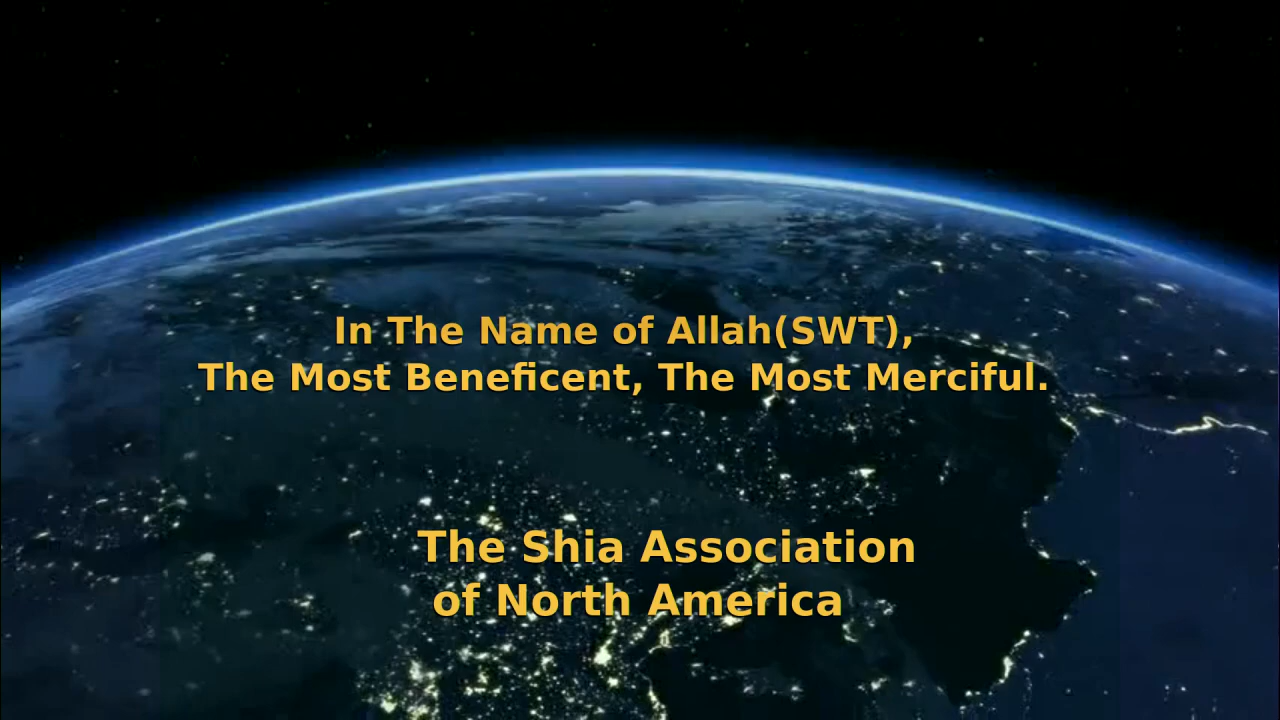 In The Name of Allah(SWT),
The Most Beneficent, The Most Merciful.
The Shia Association
of North America